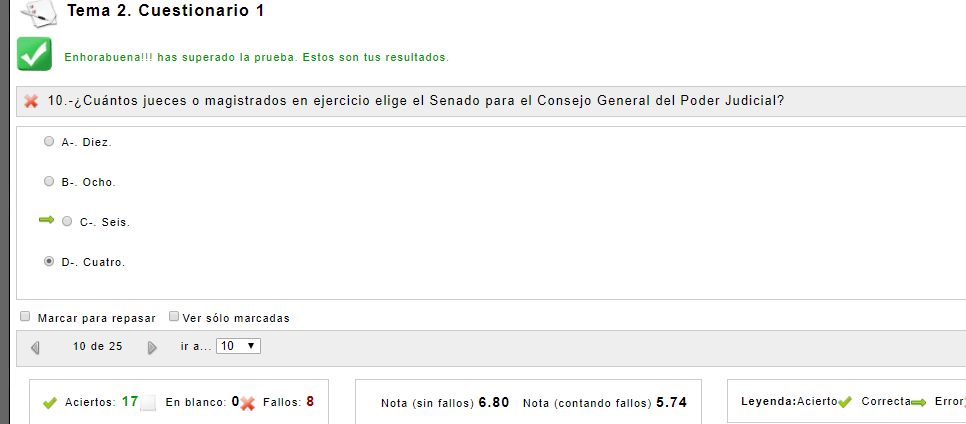 Tema 2. Cuestionario 1
Enhorabuena!!! has superado la prueba. Estos son tus resultados.
10.-¿Cuántos jueces o magistrados en ejercicio elige el Senado para el Consejo General del Poder Judicial?
A-. Diez.
B-. Ocho.
C-. Seis.
D-. Cuatro.
Marcar para repasar Ver sólo marcadas
10 de 25 ir a... 10
Aciertos: 17 En blanco: 0 Fallos: 8 Nota (sin fallos) 6.80 Nota (contando fallos) 5.74 Leyenda:Acierto Correcta Error